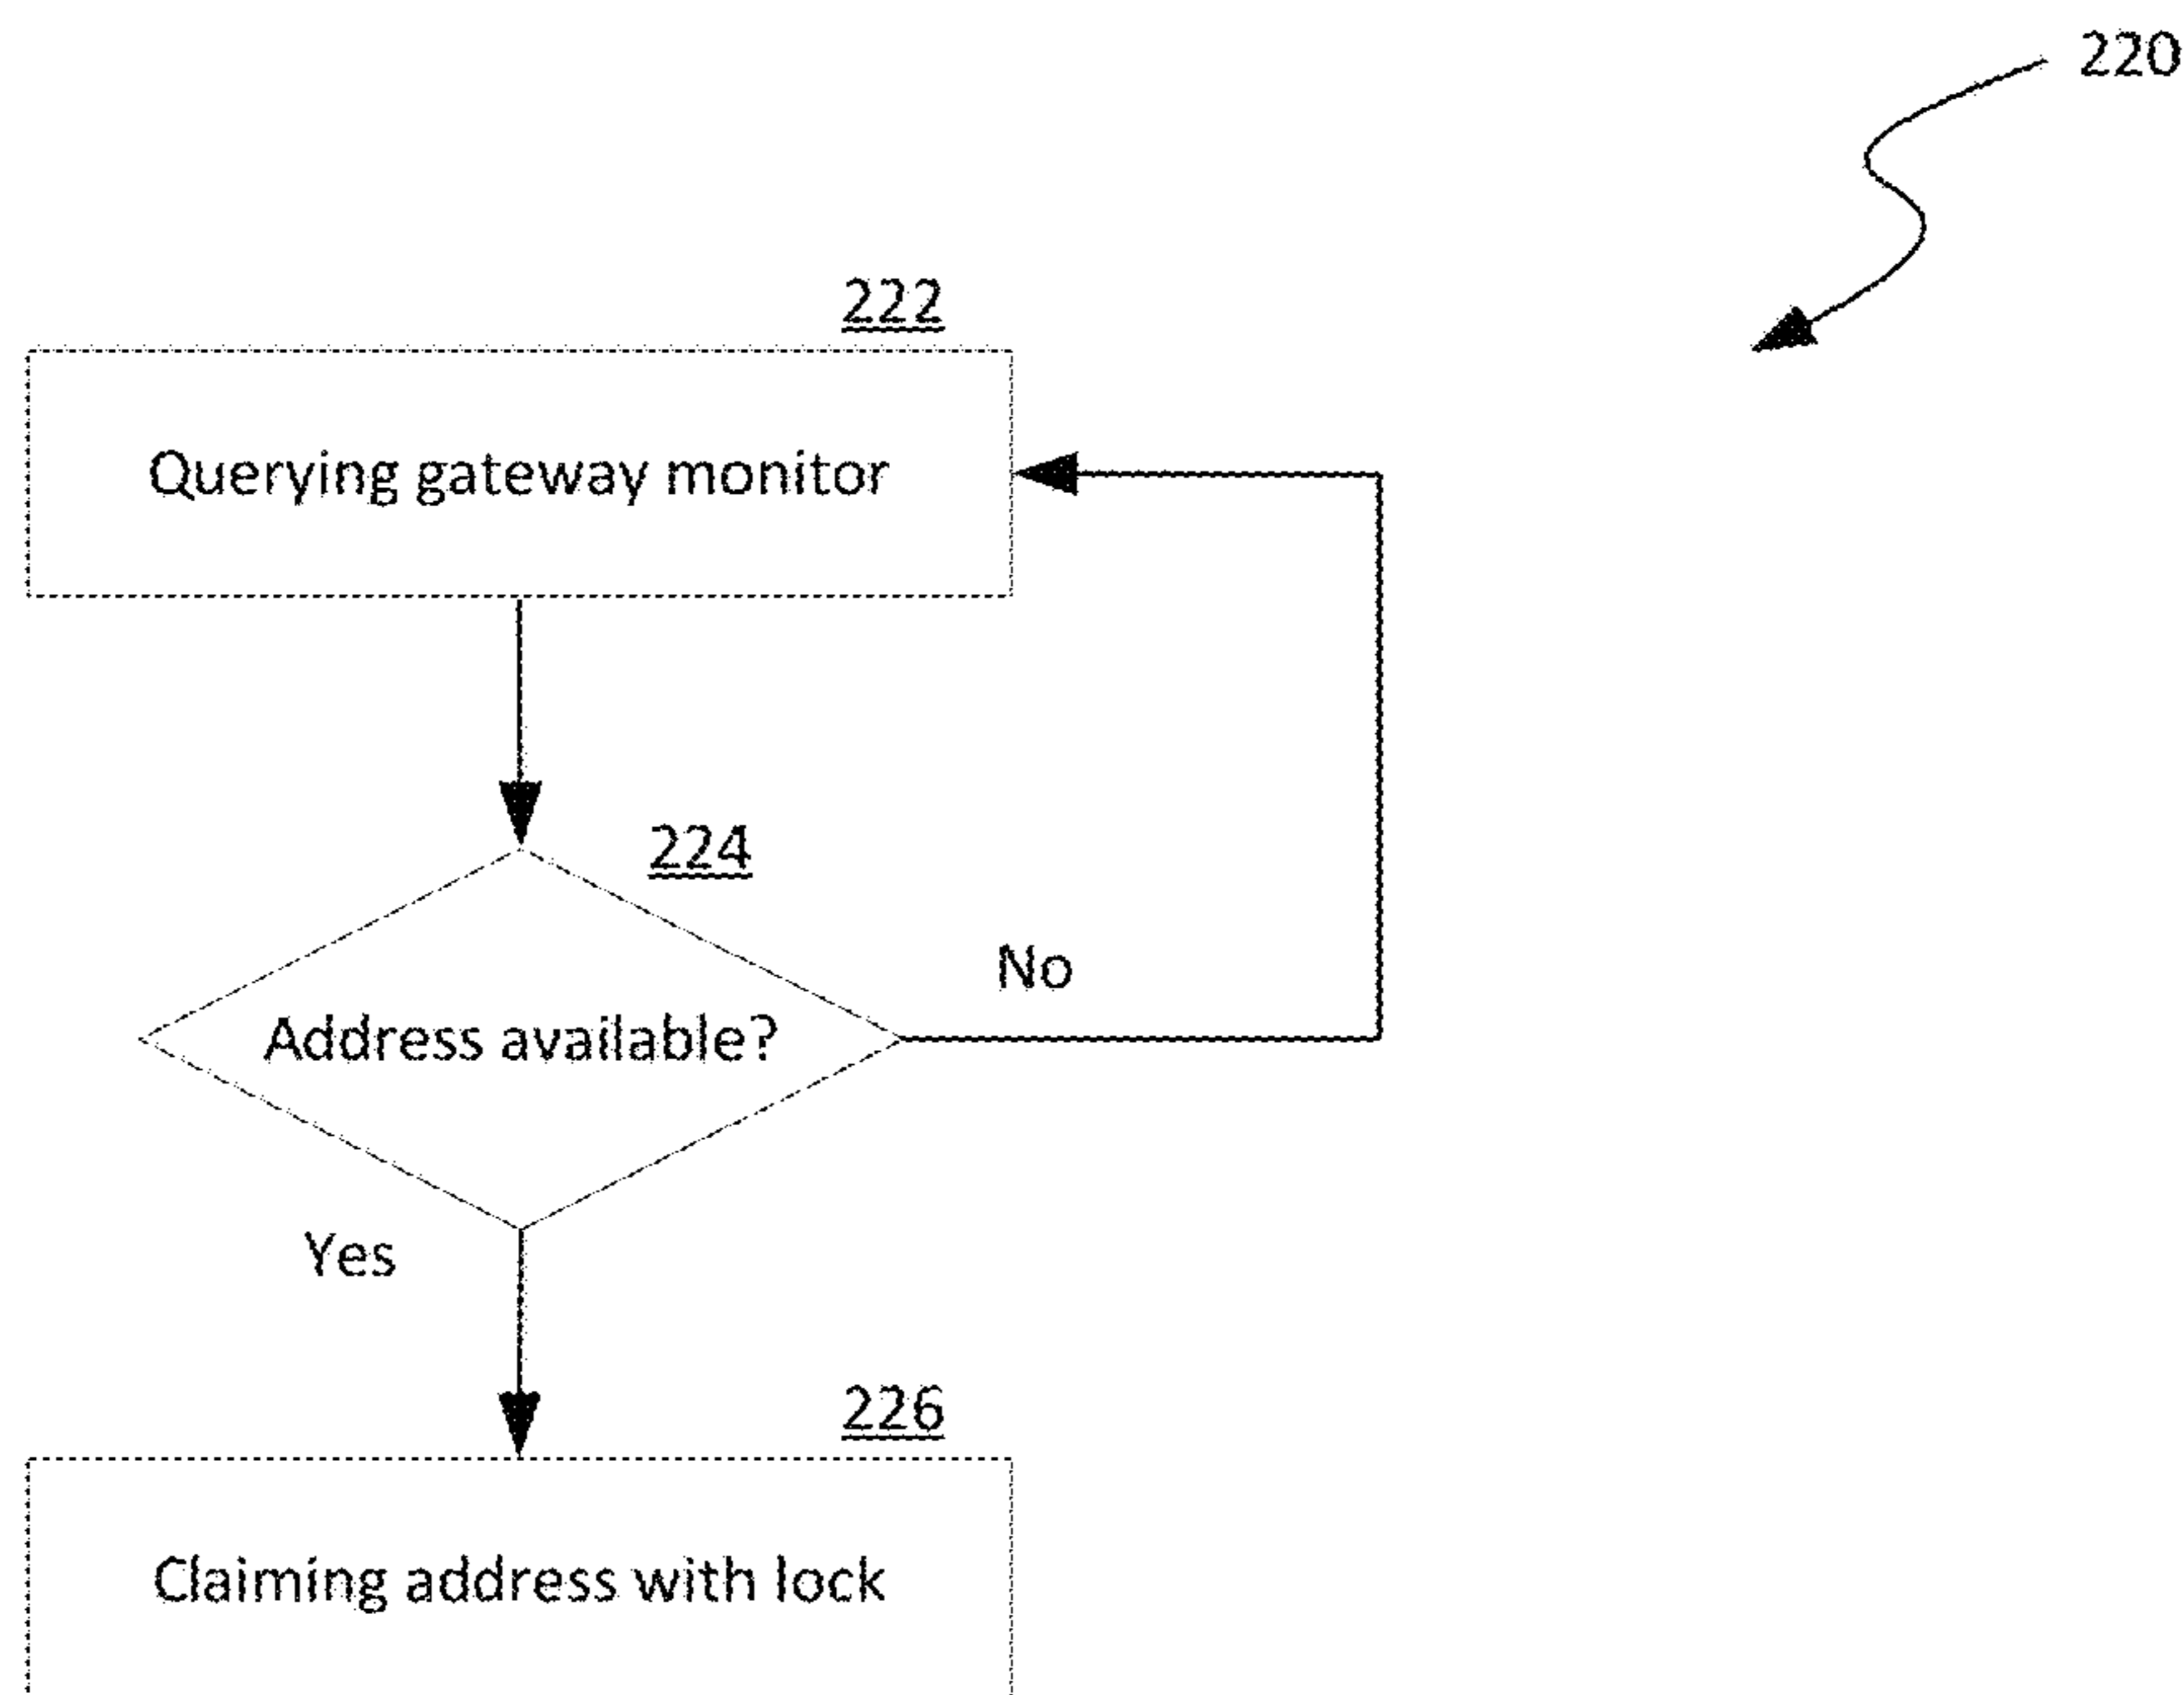 220
222
Querying gateway monitor
224
No
Address available?
Yes
226
Claiming address with lock